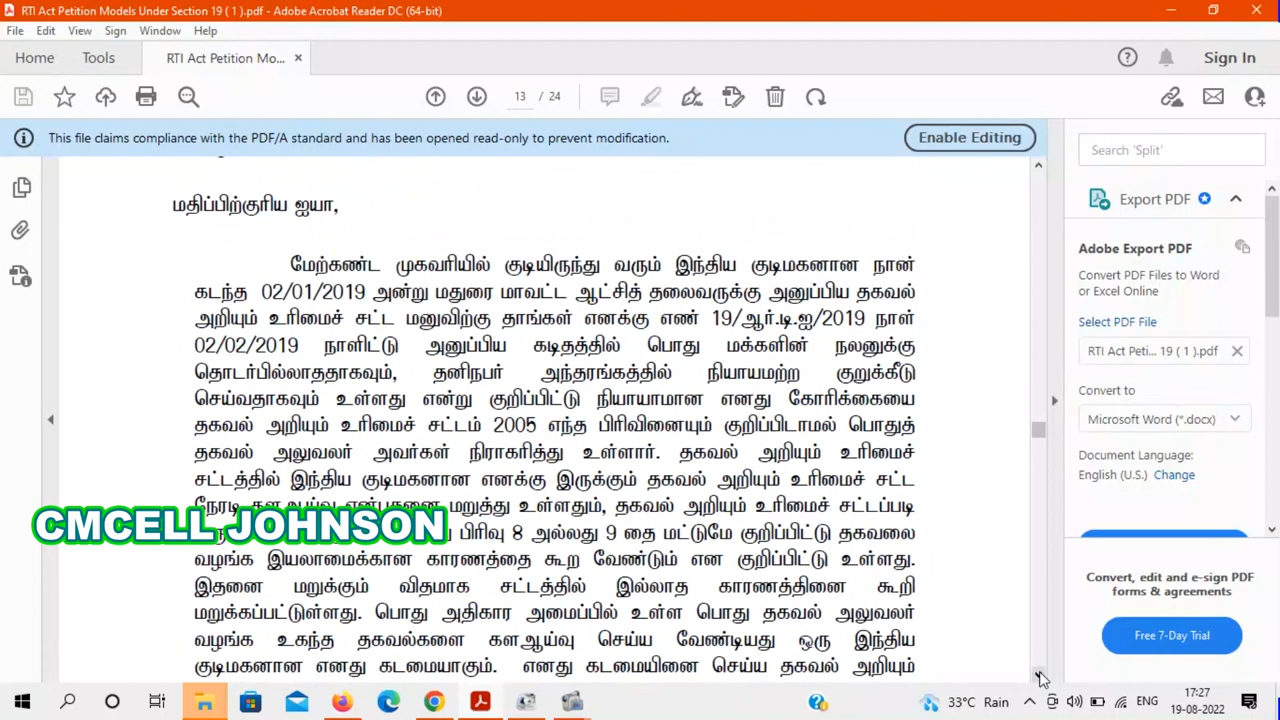 RTI Act Petition Models Under Section 19 ( 1 ).pdf - Adobe Acrobat Reader DC (64-bit)
File Edit View Sign Window Help
Home Tools RTI Act Petition Mo... × Sign In
13 / 24
This file claims compliance with the PDF/A standard and has been opened read-only to prevent modification. Enable Editing
மதிப்பிற்குரிய ஐயா,
மேற்கண்ட முகவரியில் குடியிருந்து வரும் இந்திய குடிமகனான நான்
கடந்த 02/01/2019 அன்று மதுரை மாவட்ட ஆட்சித் தலைவருக்கு அனுப்பிய தகவல்
அறியும் உரிமைச் சட்ட மனுவிற்கு தாங்கள் எனக்கு எண் 19/ஆர்.டி.ஐ/2019 நாள்
02/02/2019 நாளிட்டு அனுப்பிய கடிதத்தில் பொது மக்களின் நலனுக்கு
தொடர்பில்லாததாகவும், தனிநபர் அந்தரங்கத்தில் நியாயமற்ற குறுக்கீடு
செய்வதாகவும் உள்ளது என்று குறிப்பிட்டு நியாயாமான எனது கோரிக்கையை
தகவல் அறியும் உரிமைச் சட்டம் 2005 எந்த பிரிவினையும் குறிப்பிடாமல் பொதுத்
தகவல் அலுவலர் அவர்கள் நிராகரித்து உள்ளார். தகவல் அறியும் உரிமைச்
சட்டத்தில் இந்திய குடிமகனான எனக்கு இருக்கும் தகவல் அறியும் உரிமைச் சட்ட
நேரடி களஆய்வு என்பதனை மறுத்து உள்ளதும், தகவல் அறியும் உரிமைச் சட்டப்படி
பிரிவு 8 அல்லது 9 தை மட்டுமே குறிப்பிட்டு தகவலை
வழங்க இயலாமைக்கான காரணத்தை கூற வேண்டும் என குறிப்பிட்டு உள்ளது.
இதனை மறுக்கும் விதமாக சட்டத்தில் இல்லாத காரணத்தினை கூறி
மறுக்கப்பட்டுள்ளது. பொது அதிகார அமைப்பில் உள்ள பொது தகவல் அலுவலர்
வழங்க உகந்த தகவல்களை களஆய்வு செய்ய வேண்டியது ஒரு இந்திய
குடிமகனான எனது கடமையாகும். எனது கடமையினை செய்ய தகவல் அறியும்
CMCELL JOHNSON
Search 'Split'
Export PDF
Adobe Export PDF
Convert PDF Files to Word
or Excel Online
Select PDF File
RTI Act Peti... 19 ( 1 ).pdf ×
Convert to
Microsoft Word (*.docx)
Document Language:
English (U.S.) Change
Convert, edit and e-sign PDF
forms & agreements
Free 7-Day Trial
33°C Rain ENG 17:27
19-08-2022